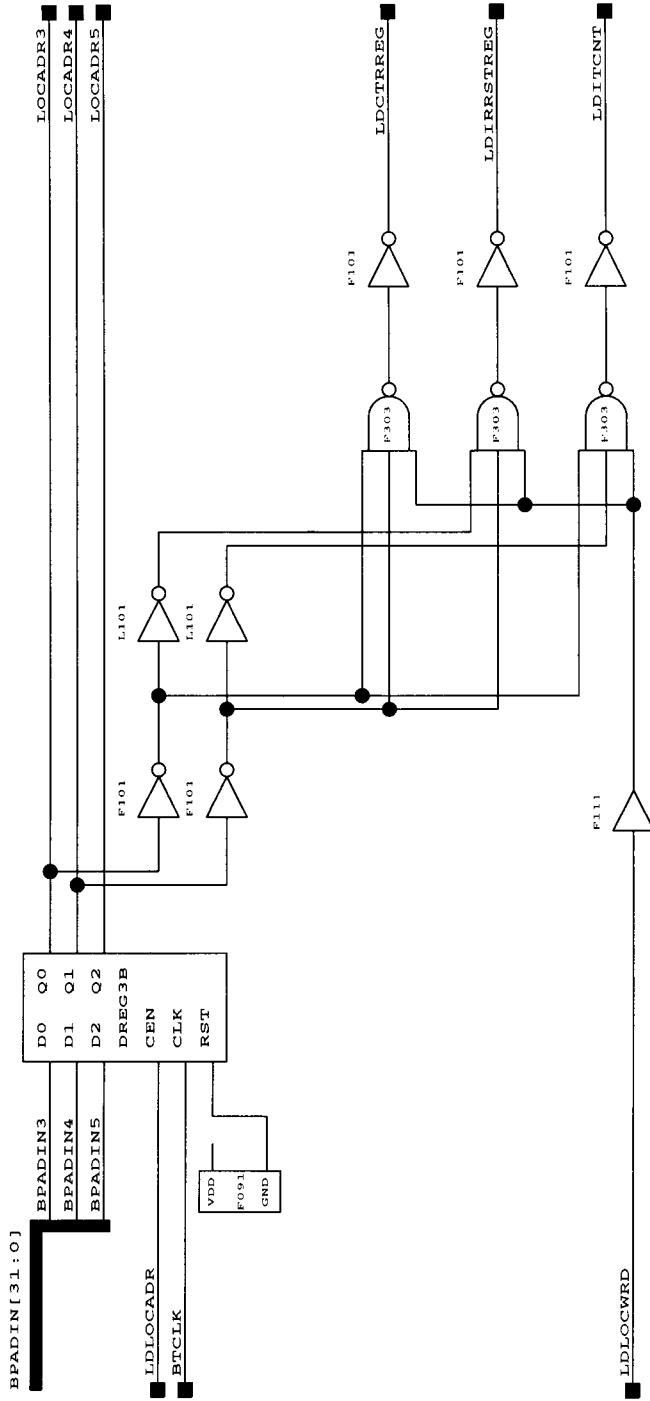 BPADIN[31:0]
BPADIN3
BPADIN4
BPADIN5
LDLOCADR
BTCLK
VDD
F091
GND
D0 Q0
D1 Q1
D2 Q2
DREG3B
CEN
CLK
RST
LOCADR3
LOCADR4
LOCADR5
F101
F101
L101
L101
F303
F303
F303
F101
F101
F101
LDCTRREG
LDIRRSTREG
LDITCNT
LDLOCWRD
F111